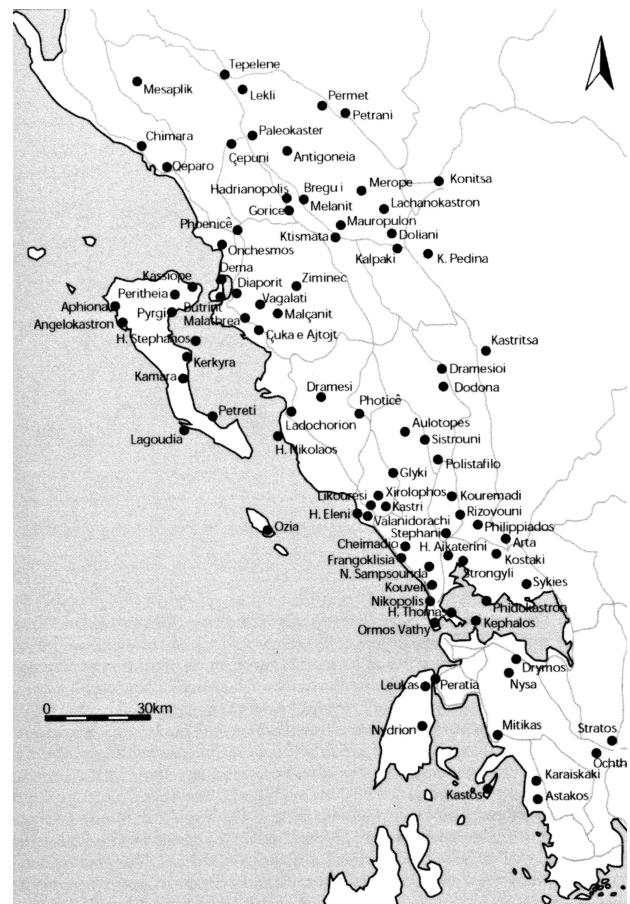 Tepelene
Mesaplik
Lekli
Permet
Petrani
Chimara
Paleokaster
Çepuni
Antigoneia
Qeparo
Hadrianopolis
Bregu i
Melanit
Merope
Konitsa
Gorice
Lachanokastron
Mauropulon
Phoenicê
Ktismata
Doliani
Onchesmos
Kalpaki
K. Pedina
Dema
Kassiope
Diaporit
Ziminec
Peritheia
Vagalati
Aphiona
Butrint
Pyrgi
Malathrea
Malçanit
Angelokastron
Çuka e Ajtojt
H. Stephanos
Kastritsa
Kerkyra
Dramesioi
Kamara
Dodona
Dramesi
Photicê
Petreti
Ladochorion
Aulotopes
Lagoudia
H. Nikolaos
Sistrouni
Polistafilo
Glyki
Likouresi
Xirolophos
Kouremadi
Kastri
H. Eleni
Valanidorachi
Rizovouni
Ozia
Stephani
Philippiados
Cheimadio
H. Aikaterini
Arta
Frangoklisia
Kostaki
N. Sampsounda
Strongyli
Kouveli
Sykies
Nikopolis
Phidokastron
H. Thoma
Kephalos
Ormos Vathy
Drymos
Leukas
Peratia
Nysa
0 30km
Nydrion
Mitikas
Stratos
Ochth
Karaiskaki
Kastos
Astakos